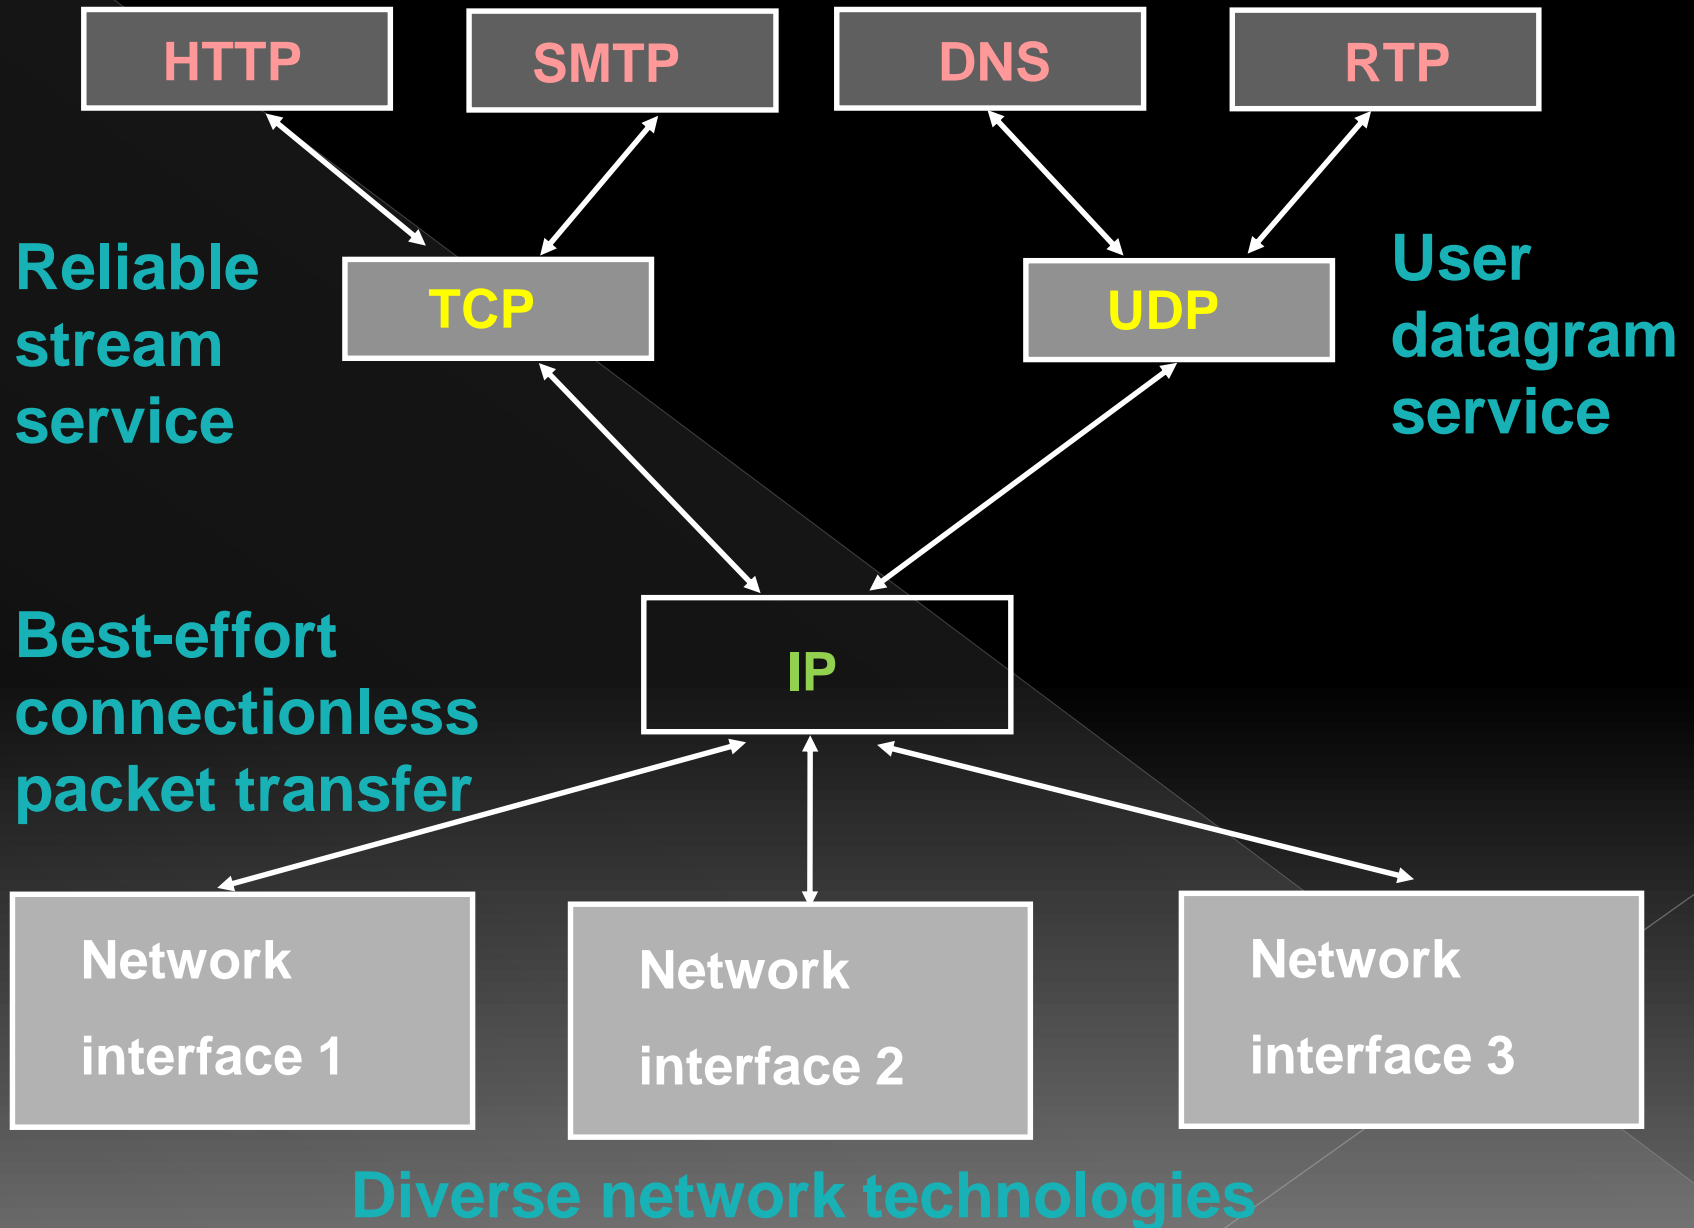 HTTP
SMTP
DNS
RTP
Reliable
stream
service
TCP
UDP
User
datagram
service
Best-effort
connectionless
packet transfer
IP
Network
interface 1
Network
interface 2
Network
interface 3
Diverse network technologies